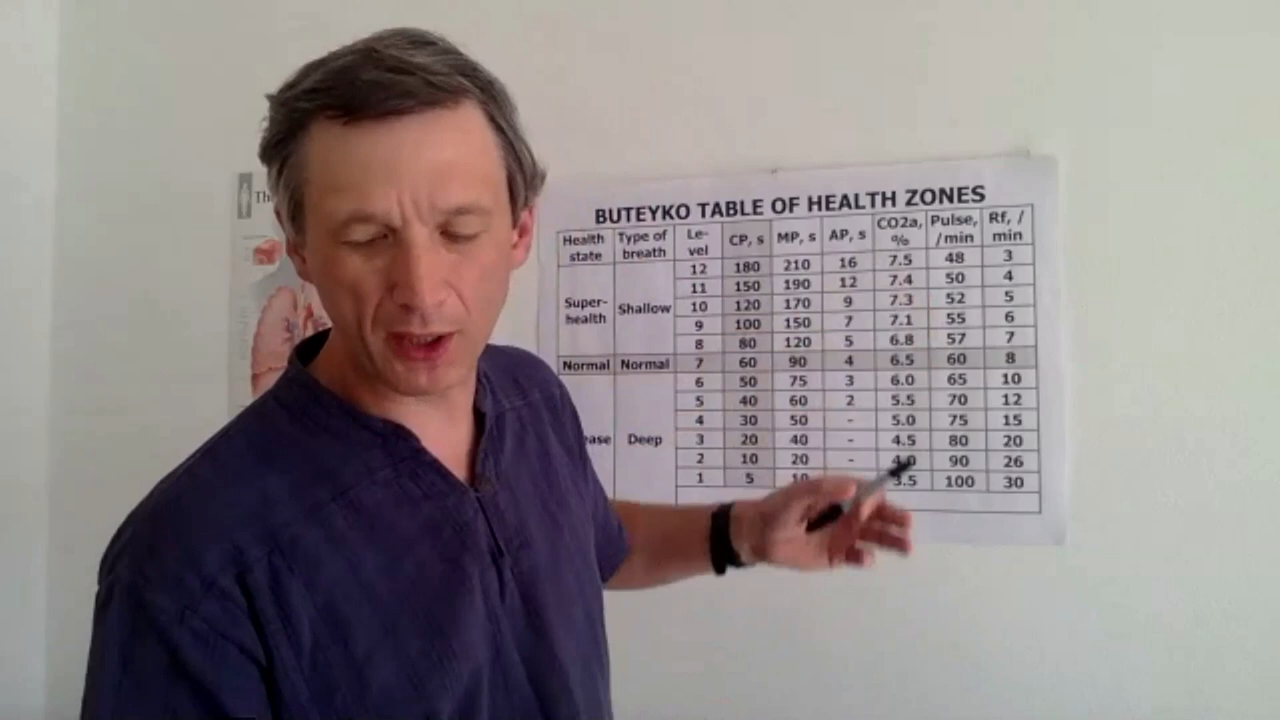 The
BUTEYKO TABLE OF HEALTH ZONES
Health state Type of breath Le-vel CP, s MP, s AP, s CO2a, % Pulse, /min Rf, / min
Super-health Shallow
12 180 210 16 7.5 48 3
11 150 190 12 7.4 50 4
10 120 170 9 7.3 52 5
9 100 150 7 7.1 55 6
8 80 120 5 6.8 57 7
Normal Normal 7 60 90 4 6.5 60 8
6 50 75 3 6.0 65 10
5 40 60 2 5.5 70 12
4 30 50 - 5.0 75 15
ease Deep 3 20 40 - 4.5 80 20
2 10 20 - 4.0 90 26
1 5 10 3.5 100 30